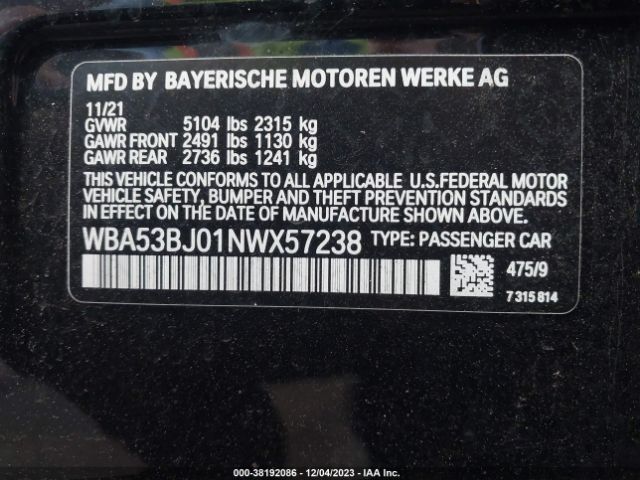 MFD BY BAYERISCHE MOTOREN WERKE AG
11/21
GVWR 5104 lbs 2315 kg
GAWR FRONT 2491 lbs 1130 kg
GAWR REAR 2736 lbs 1241 kg
THIS VEHICLE CONFORMS TO ALL APPLICABLE U.S.FEDERAL MOTOR
VEHICLE SAFETY, BUMPER, AND THEFT PREVENTION STANDARDS
IN EFFECT ON THE DATE OF MANUFACTURE SHOWN ABOVE.
WBA53BJ01NWX57238 TYPE: PASSENGER CAR
475/9
7 315 814
000-38192086 - 12/04/2023 - IAA Inc.